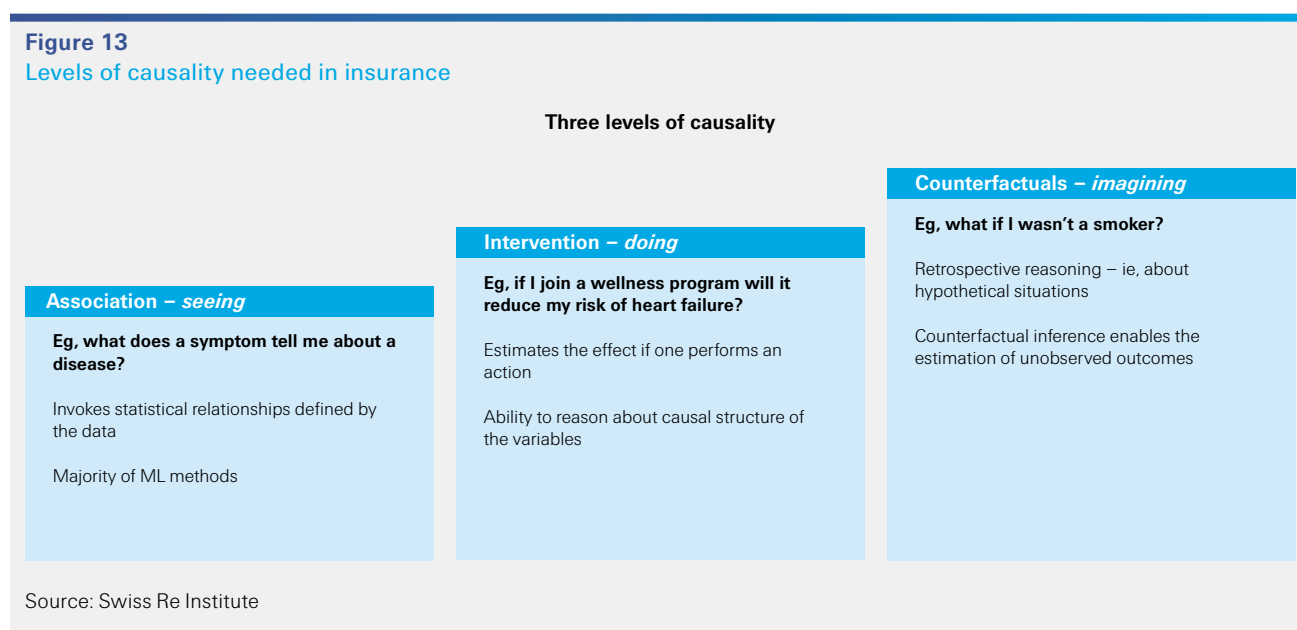 Figure 13
Levels of causality needed in insurance
Three levels of causality
Association – seeing
Eg, what does a symptom tell me about a
disease?
Invokes statistical relationships defined by
the data
Majority of ML methods
Intervention – doing
Eg, if I join a wellness program will it
reduce my risk of heart failure?
Estimates the effect if one performs an
action
Ability to reason about causal structure of
the variables
Counterfactuals – imagining
Eg, what if I wasn't a smoker?
Retrospective reasoning – ie, about
hypothetical situations
Counterfactual inference enables the
estimation of unobserved outcomes
Source: Swiss Re Institute